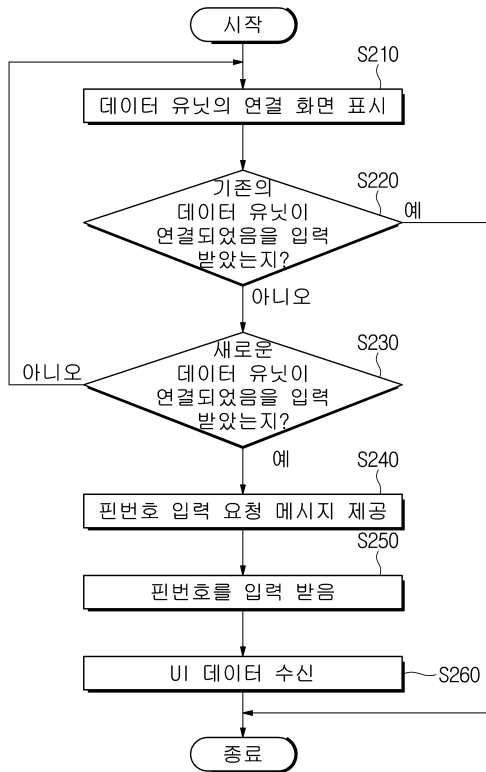 시작
S210
데이터 유닛의 연결 화면 표시
S220
기존의
데이터 유닛이
연결되었음을 입력
받았는지?
예
아니오
S230
새로운
데이터 유닛이
연결되었음을 입력
받았는지?
아니오
예
S240
핀번호 입력 요청 메시지 제공
S250
핀번호를 입력 받음
UI 데이터 수신
S260
종료